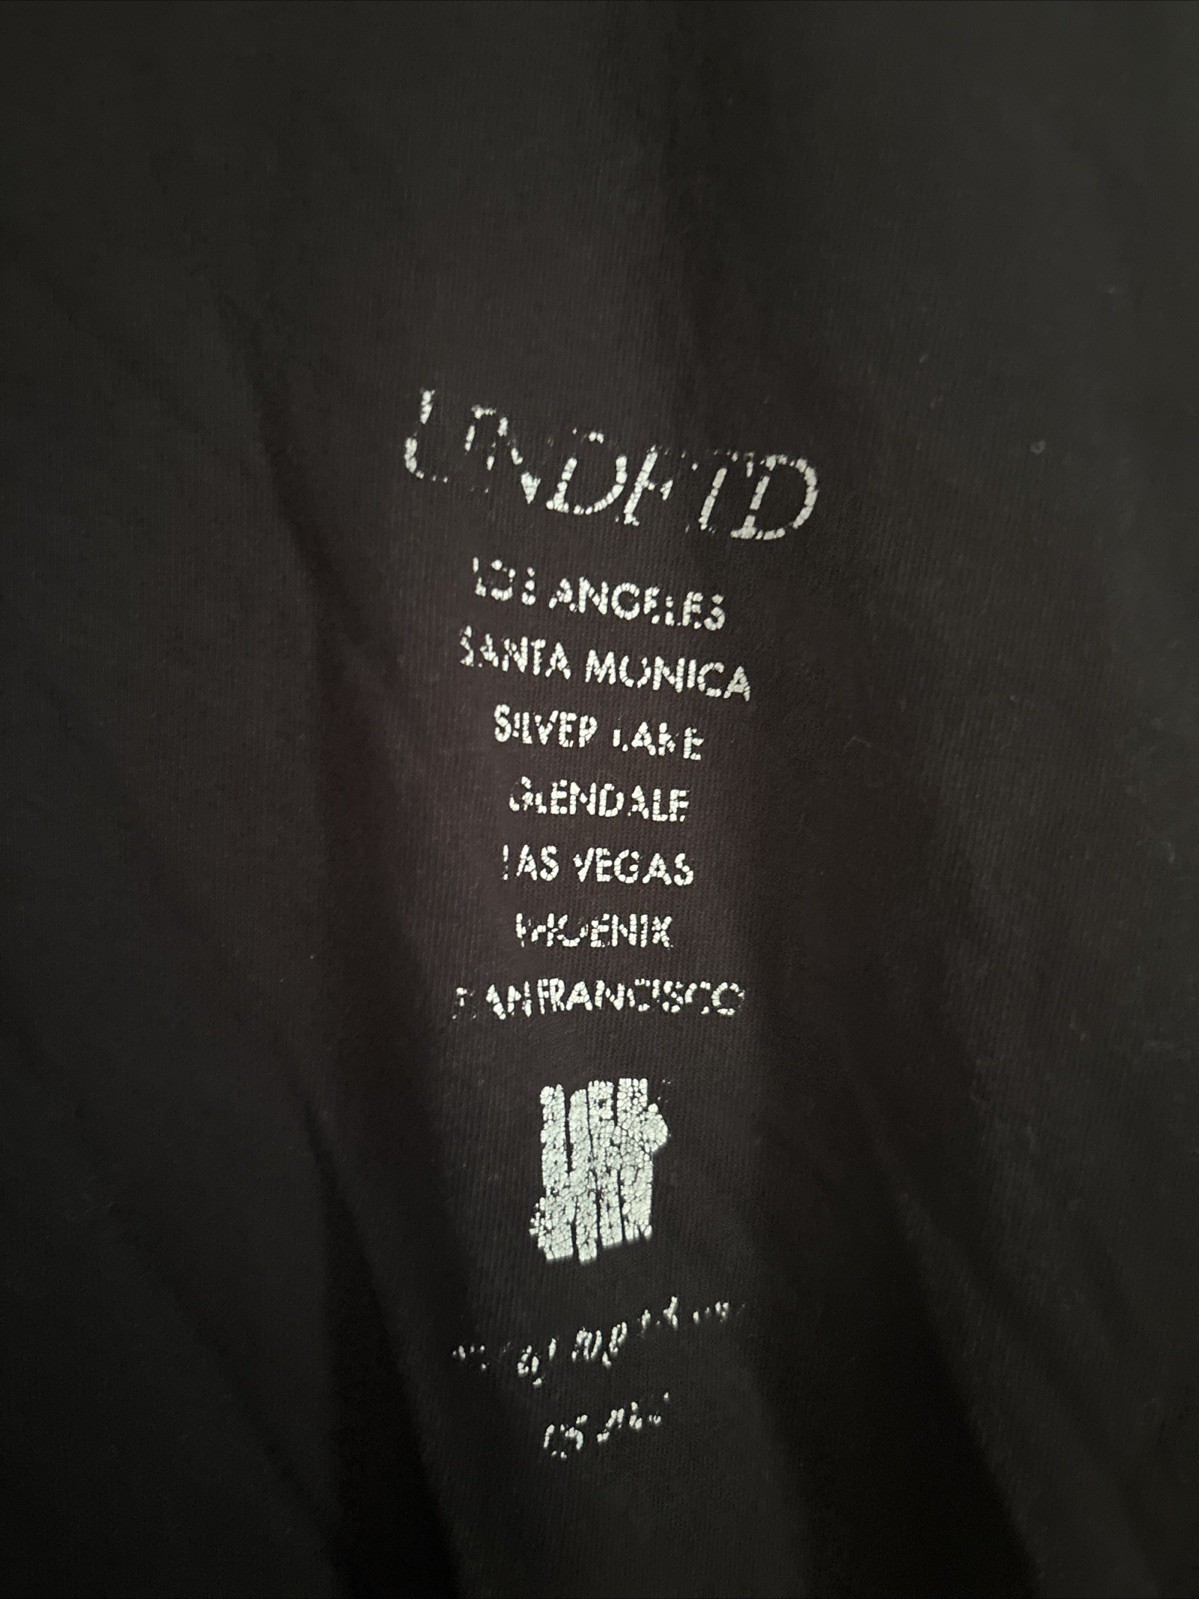 UNDFTD
LOS ANGELES
SANTA MONICA
SILVER LAKE
GLENDALE
LAS VEGAS
PHOENIX
SAN FRANCISCO